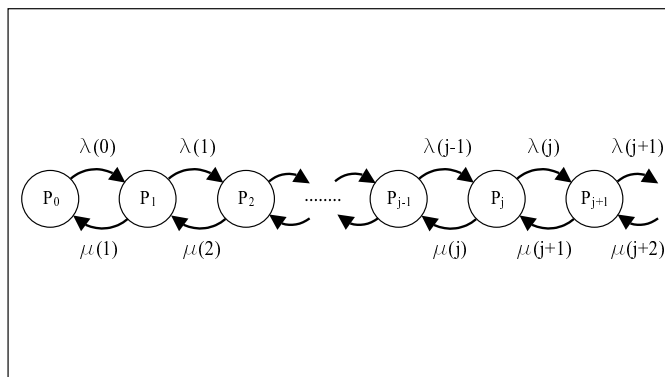 λ(0) λ(1) λ(j-1) λ(j) λ(j+1)
P0 P1 P2 ........ Pj-1 Pj Pj+1
μ(1) μ(2) μ(j) μ(j+1) μ(j+2)